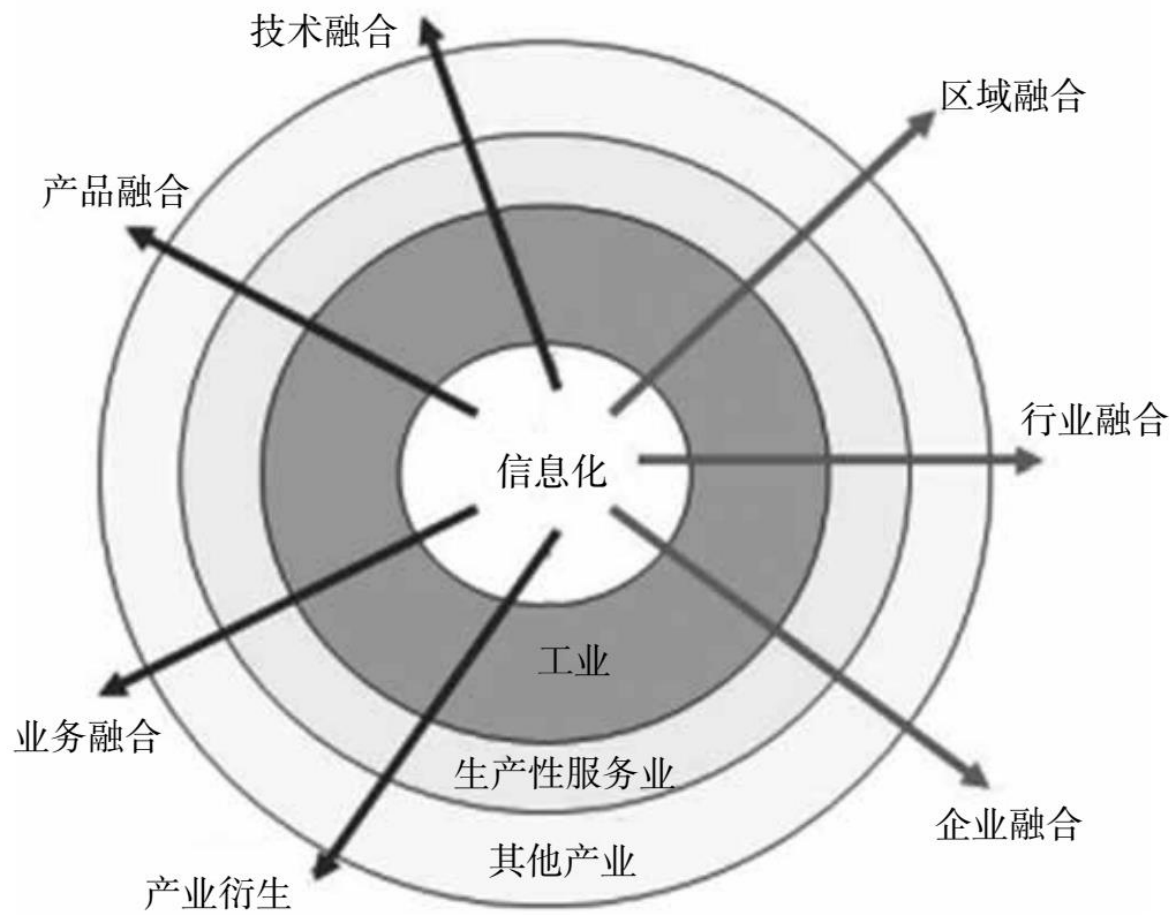 技术融合
区域融合
产品融合
行业融合
信息化
工业
业务融合
生产性服务业
企业融合
其他产业
产业衍生